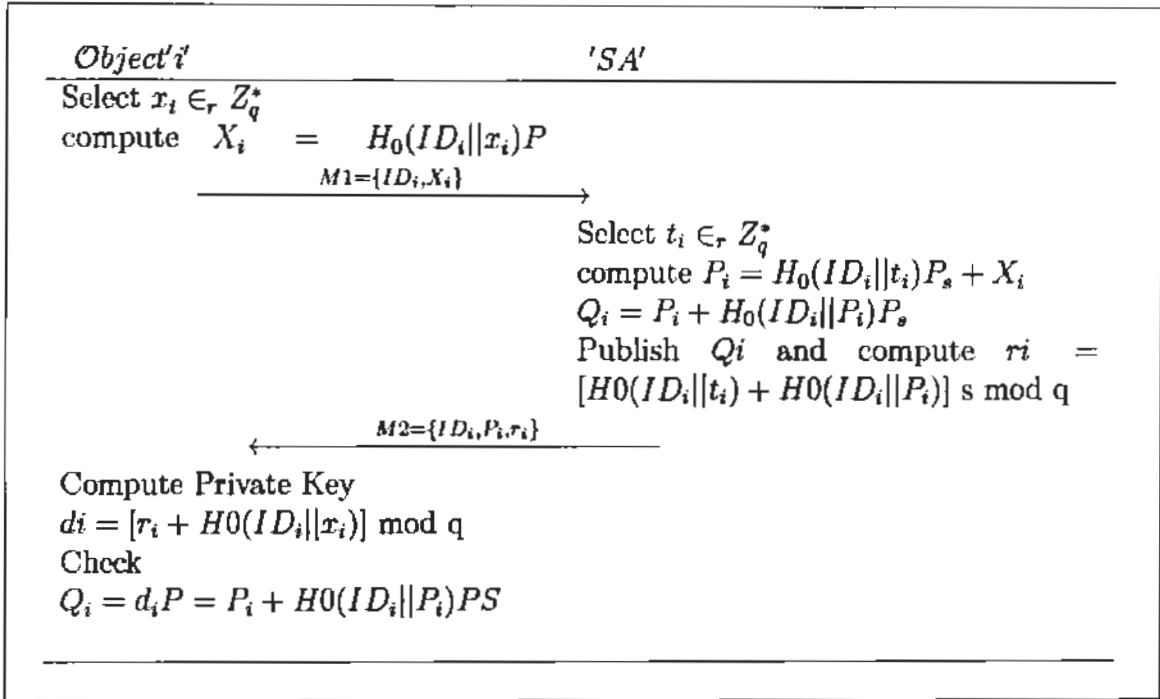 Object'i' 'SA'
Select x_i ∈_r Z_q^*
compute X_i = H_0(ID_i||x_i)P
M1={ID_i,X_i}
Select t_i ∈_r Z_q^*
compute P_i = H_0(ID_i||t_i)P_s + X_i
Q_i = P_i + H_0(ID_i||P_i)P_s
Publish Qi and compute ri =
[H0(ID_i||t_i) + H0(ID_i||P_i)] s mod q
M2={ID_i,P_i,r_i}
Compute Private Key
di = [r_i + H0(ID_i||x_i)] mod q
Check
Q_i = d_iP = P_i + H0(ID_i||P_i)PS